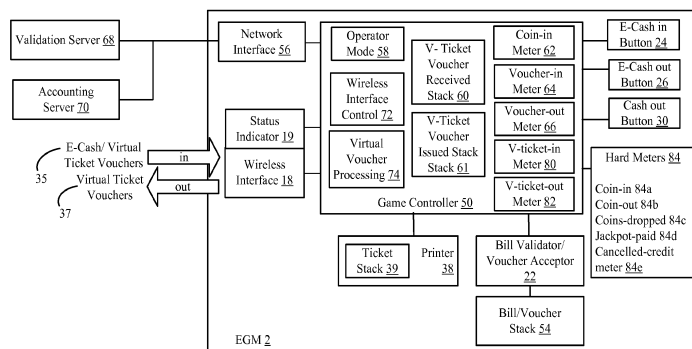 Validation Server 68
Accounting
Server 70
E-Cash/ Virtual
Ticket Vouchers
35
Virtual Ticket
Vouchers
37
in
out
Network
Interface 56
Status
Indicator 19
Wireless
Interface 18
Operator
Mode 58
Wireless
Interface
Control 72
Virtual
Voucher
Processing 74
V- Ticket
Voucher
Received
Stack 60
V-Ticket
Voucher
Issued Stack
Stack 61
Coin-in
Meter 62
Voucher-in
Meter 64
Voucher-out
Meter 66
V-ticket-in
Meter 80
V-ticket-out
Meter 82
Game Controller 50
E-Cash in
Button 24
E-Cash out
Button 26
Cash out
Button 30
Hard Meters 84
Coin-in 84a
Coin-out 84b
Coins-dropped 84c
Jackpot-paid 84d
Cancelled-credit
meter 84e
Ticket
Stack 39
Printer
38
Bill Validator/
Voucher Acceptor
22
Bill/Voucher
Stack 54
EGM 2